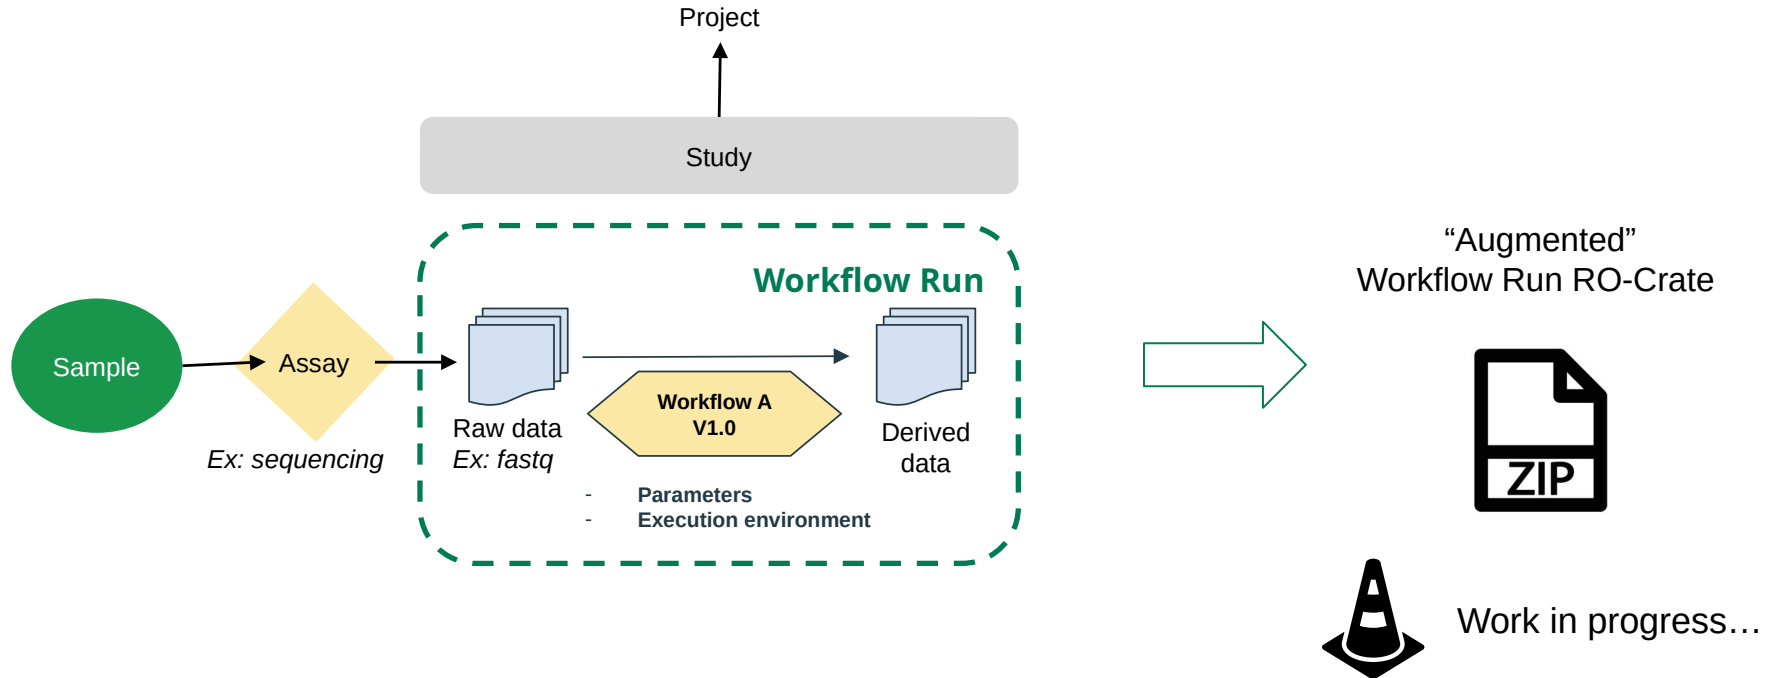 Project
Study
Workflow Run
Sample
Assay
Ex: sequencing
Raw data
Ex: fastq
Workflow A
V1.0
Derived
data
- Parameters
- Execution environment
“Augmented”
Workflow Run RO-Crate
ZIP
Work in progress…